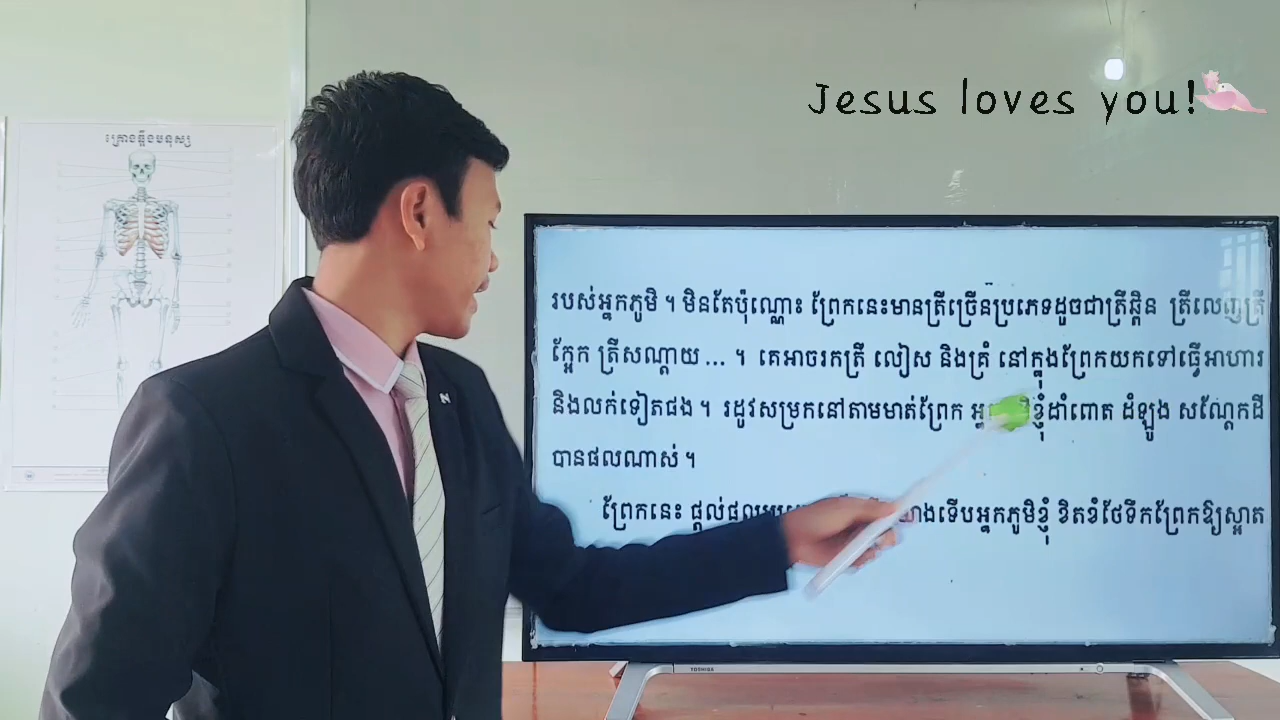 Jesus loves you!
គ្រោងឆ្អឹងមនុស្ស
របស់អ្នកភូមិ ។ មិនតែប៉ុណ្ណោះ ព្រែកនេះមានត្រីច្រើនប្រភេទដូចជាត្រីឆ្ពិន ត្រីលេញត្រី
ក្អែក ត្រីសណ្តាយ ... ។ គេអាចរកត្រី លៀស និងគ្រំ នៅក្នុងព្រែកយកទៅធ្វើអាហារ
និងលក់ទៀតផង ។ រដូវសម្រកនៅតាមមាត់ព្រែក ខ្ញុំដាំពោត ដំឡូង សណ្តែកដី
បានផលណាស់ ។
ព្រែកនេះ ផ្តល់ផល ទើបអ្នកភូមិខ្ញុំ ខិតខំថែទឹកព្រែកឱ្យស្អាត
TOSHIBA